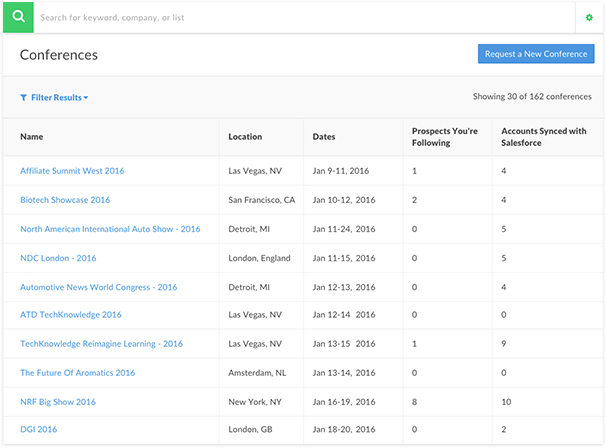 Search for keyword, company, or list
Conferences
Request a New Conference
Filter Results
Showing 30 of 162 conferences
Name Location Dates Prospects You're Following Accounts Synced with Salesforce
Affiliate Summit West 2016 Las Vegas, NV Jan 9-11, 2016 1 4
Biotech Showcase 2016 San Francisco, CA Jan 10-12, 2016 2 4
North American International Auto Show - 2016 Detroit, MI Jan 11-24, 2016 0 5
NDC London - 2016 London, England Jan 11-15, 2016 0 5
Automotive News World Congress - 2016 Detroit, MI Jan 12-13, 2016 0 4
ATD TechKnowledge 2016 Las Vegas, NV Jan 12-14 2016 0 0
TechKnowledge Reimagine Learning - 2016 Las Vegas, NV Jan 13-15 2016 1 9
The Future Of Aromatics 2016 Amsterdam, NL Jan 13-14, 2016 0 0
NRF Big Show 2016 New York, NY Jan 16-19, 2016 8 10
DGI 2016 London, GB Jan 18-20, 2016 0 2